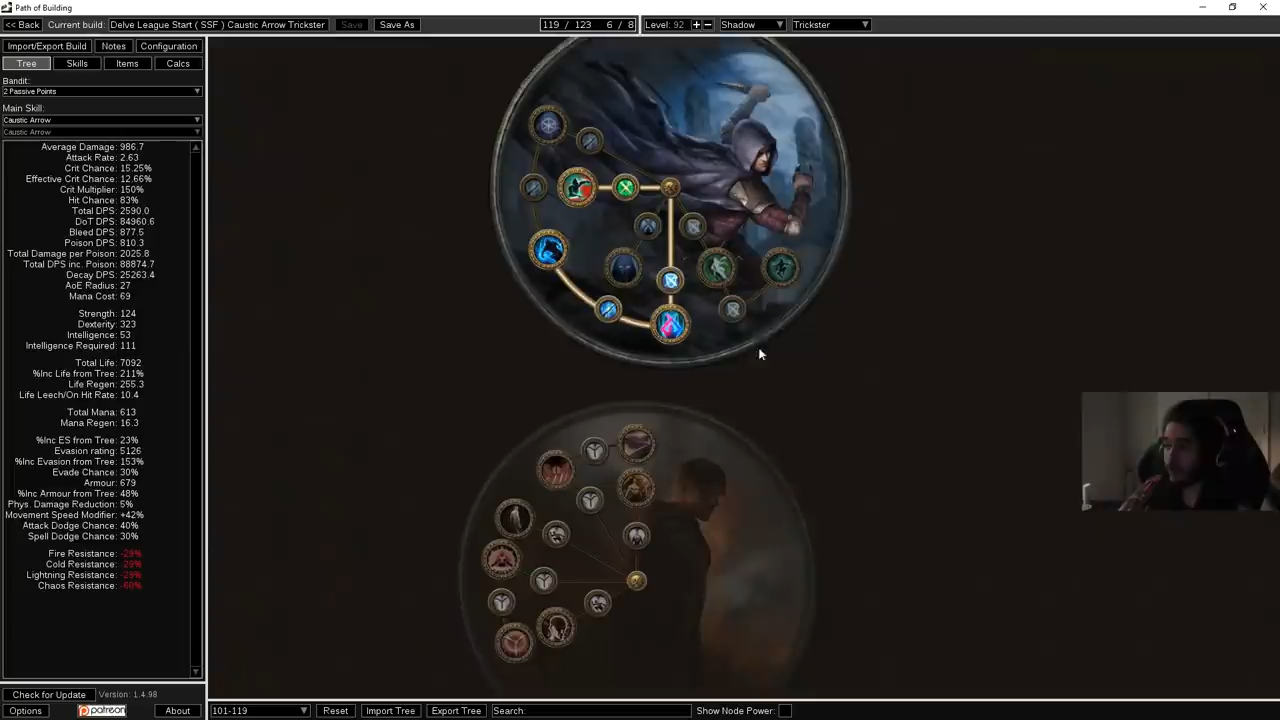 Path of Building
<< Back Current build: Delve League Start ( SSF ) Caustic Arrow Trickster Save Save As 119 / 123 6 / 8 Level: 92 + - Shadow Trickster
Import/Export Build Notes Configuration
Tree Skills Items Calcs
Bandit:
2 Passive Points
Main Skill:
Caustic Arrow
Caustic Arrow
Average Damage: 986.7
Attack Rate: 2.63
Crit Chance: 15.25%
Effective Crit Chance: 12.66%
Crit Multiplier: 150%
Hit Chance: 83%
Total DPS: 2590.0
DoT DPS: 84960.6
Bleed DPS: 877.5
Poison DPS: 810.3
Total Damage per Poison: 2025.8
Total DPS inc. Poison: 88874.7
Decay DPS: 25263.4
AoE Radius: 27
Mana Cost: 69
Strength: 124
Dexterity: 323
Intelligence: 53
Intelligence Required: 111
Total Life: 7092
%Inc Life from Tree: 211%
Life Regen: 255.3
Life Leech/On Hit Rate: 10.4
Total Mana: 613
Mana Regen: 16.3
%Inc ES from Tree: 23%
Evasion rating: 5126
%Inc Evasion from Tree: 153%
Evade Chance: 30%
Armour: 679
%Inc Armour from Tree: 48%
Phys. Damage Reduction: 5%
Movement Speed Modifier: +42%
Attack Dodge Chance: 40%
Spell Dodge Chance: 30%
Fire Resistance: -29%
Cold Resistance: -29%
Lightning Resistance: -29%
Chaos Resistance: -60%
Check for Update Version: 1.4.98
Options patreon About
101-119 Reset Import Tree Export Tree Search: Show Node Power: